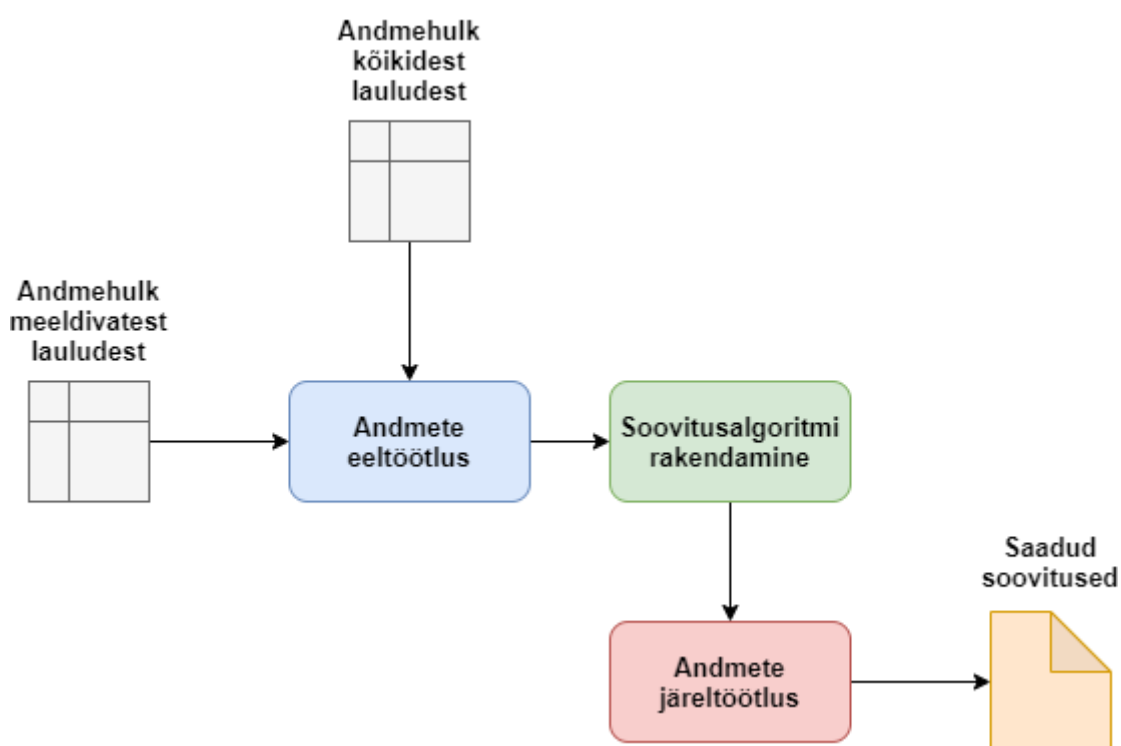 Andmehulk
kõikidest
lauludest
Andmehulk
meeldivatest
lauludest
Andmete
eeltöötlus
Soovitusalgoritmi
rakendamine
Saadud
soovitused
Andmete
järeltöötlus